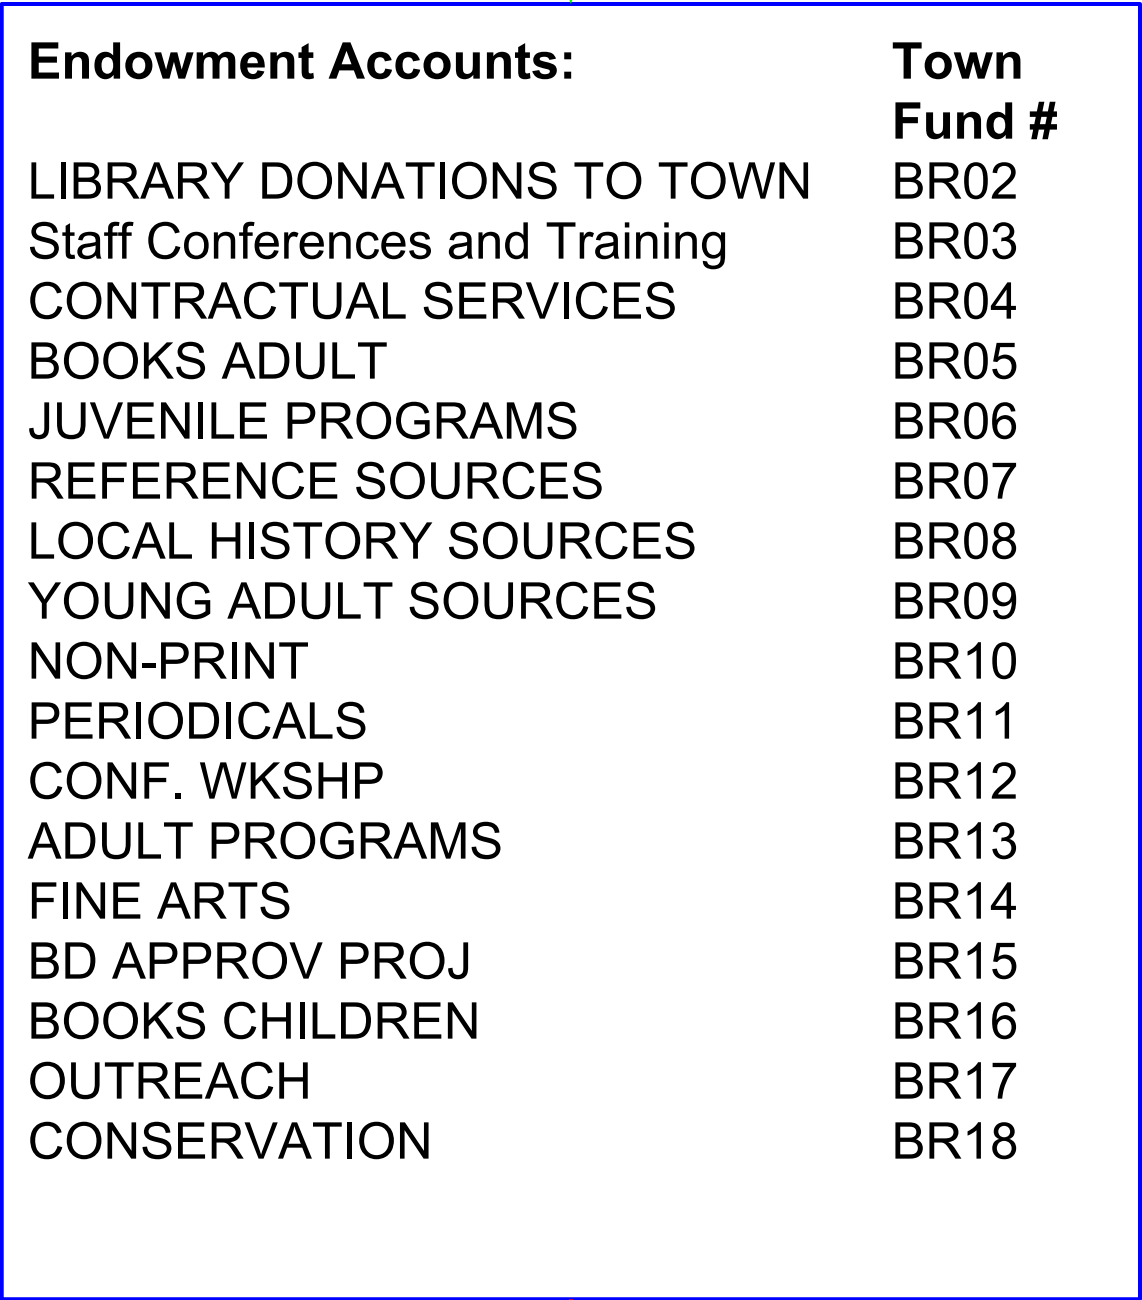 Endowment Accounts: Town
Fund #
LIBRARY DONATIONS TO TOWN BR02
Staff Conferences and Training BR03
CONTRACTUAL SERVICES BR04
BOOKS ADULT BR05
JUVENILE PROGRAMS BR06
REFERENCE SOURCES BR07
LOCAL HISTORY SOURCES BR08
YOUNG ADULT SOURCES BR09
NON-PRINT BR10
PERIODICALS BR11
CONF. WKSHP BR12
ADULT PROGRAMS BR13
FINE ARTS BR14
BD APPROV PROJ BR15
BOOKS CHILDREN BR16
OUTREACH BR17
CONSERVATION BR18